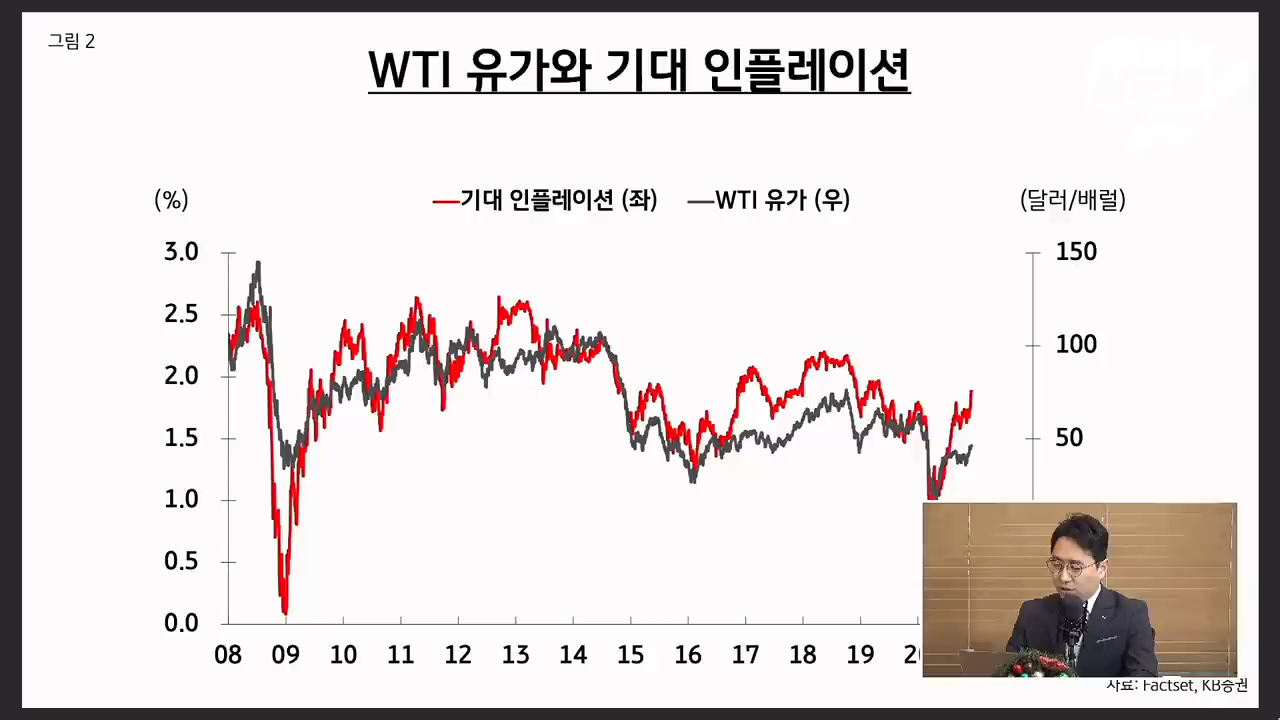 그림 2
WTI 유가와 기대 인플레이션
(%)
기대 인플레이션 (좌)
WTI 유가 (우)
(달러/배럴)
3.0
2.5
2.0
1.5
1.0
0.5
0.0
150
100
50
08 09 10 11 12 13 14 15 16 17 18 19
사료: Factset, KB증권